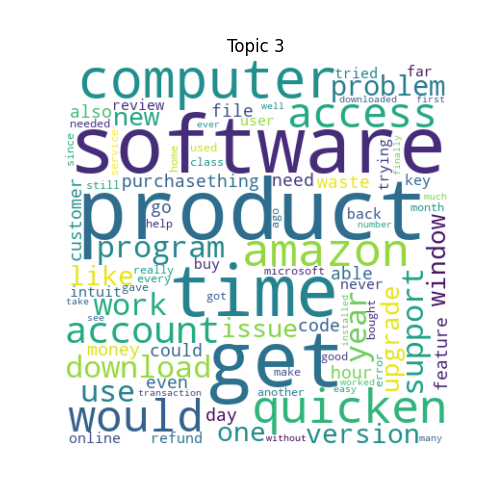 Topic 3
computer
tried
far
problem
downloaded
first
also
new
review
file
well
access
needed
ever
user
software
since
service
home
used
class
trying
finally
still
purchase
thing
need
waste
key
much
customer
product
month
go
ago
back
number
help
program
amazon
window
like
really
every
buy
microsoft
able
never
intuit
gave
got
time
year
installed
bought
upgrade
support
feature
take
work
code
see
account
issue
good
error
money
could
get
make
hour
worked
download
even
another
easy
use
transaction
would
day
quicken
one
version
online
refund
without
many